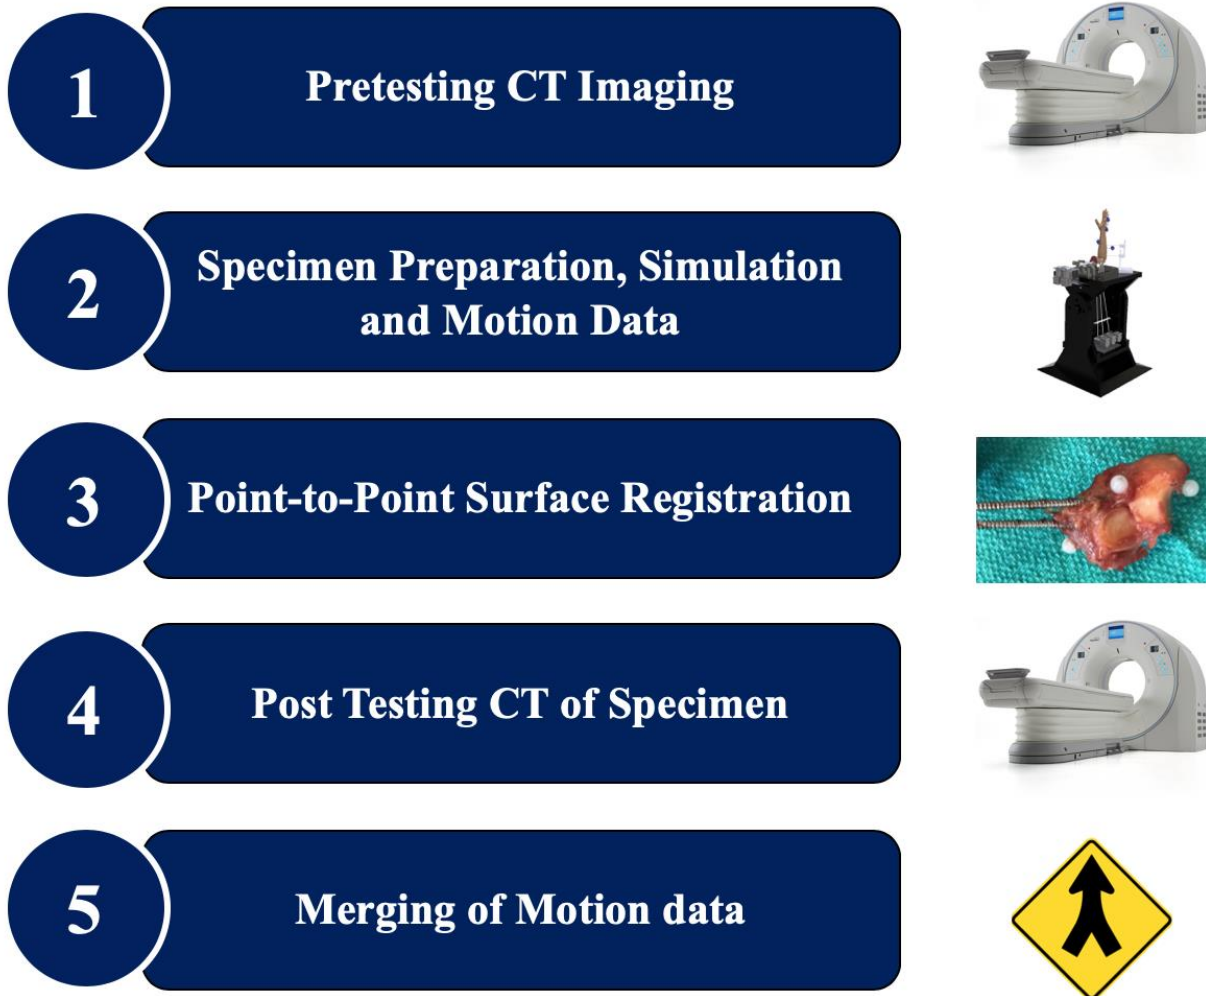 1
Pretesting CT Imaging
2
Specimen Preparation, Simulation
and Motion Data
3
Point-to-Point Surface Registration
4
Post Testing CT of Specimen
5
Merging of Motion data